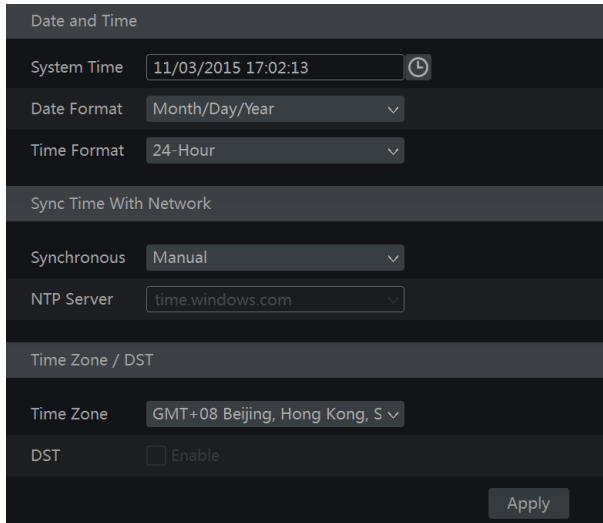 Date and Time
System Time 11/03/2015 17:02:13
Date Format Month/Day/Year
Time Format 24-Hour
Sync Time With Network
Synchronous Manual
NTP Server time.windows.com
Time Zone / DST
Time Zone GMT+08 Beijing, Hong Kong, S
DST Enable
Apply